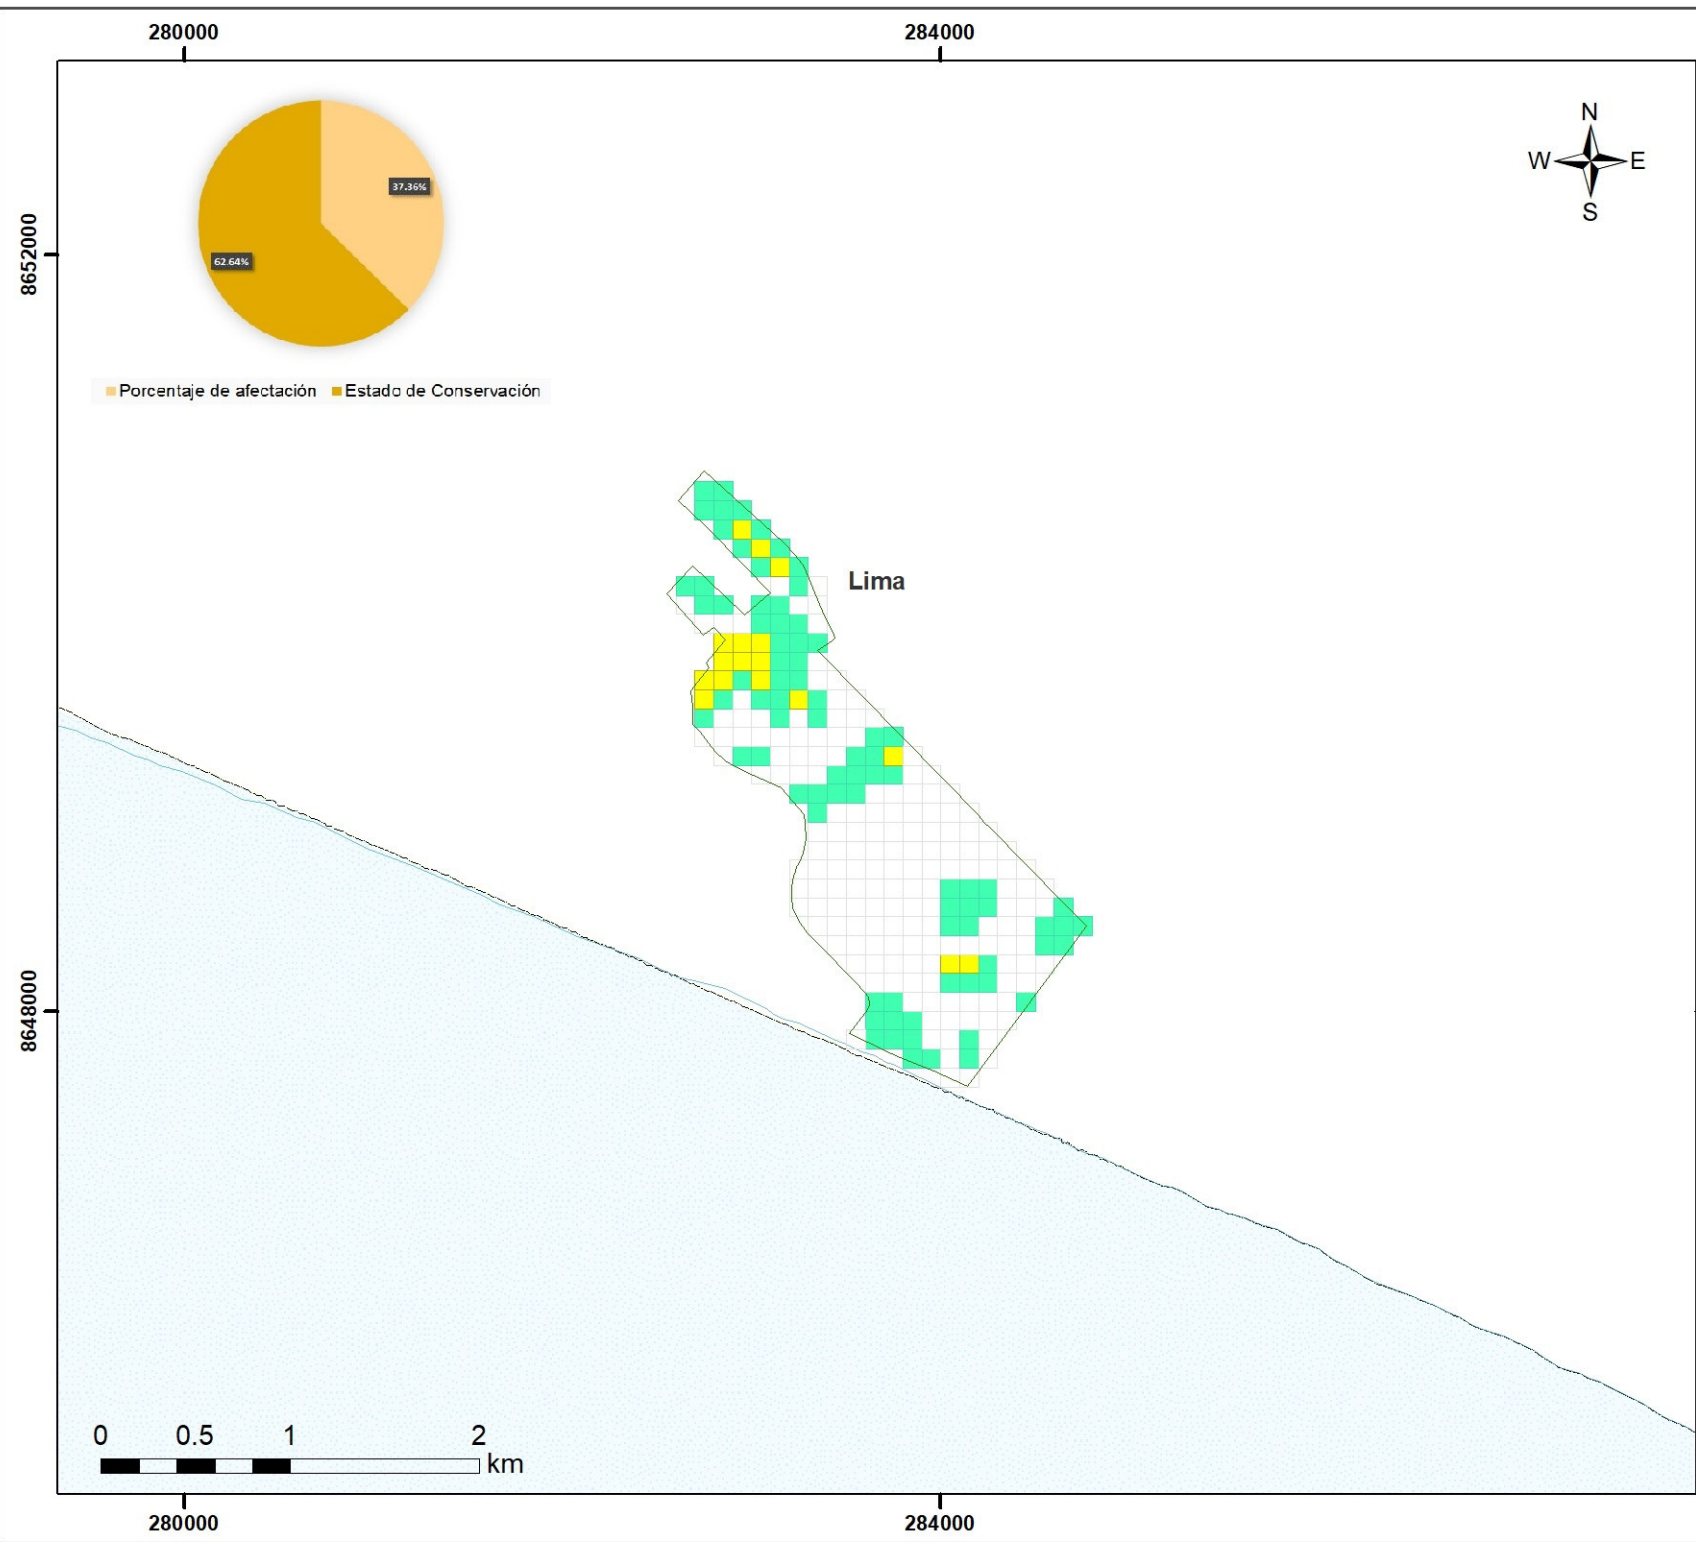 280000 284000
N
W E
S
37.36%
8652000
62.64%
Porcentaje de afectación Estado de Conservación
Lima
8648000
0 0.5 1 2
km
280000 284000